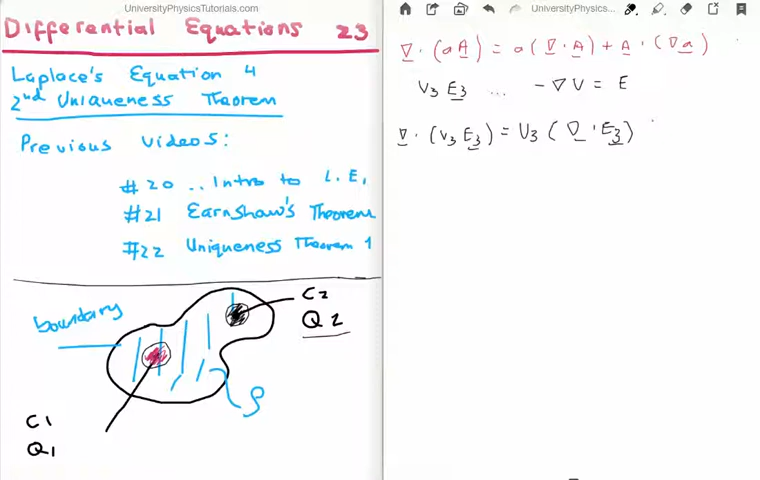 UniversityPhysicsTutorials.com
Differential Equations 23
Laplace's Equation 4
2nd Uniqueness Theorem
Previous videos:
#20 .. Intro to L.E.
#21 Earnshaw's Theorem
#22 Uniqueness Theorem 1
boundary
C2
Q2
ρ
C1
Q1
UniversityPhysics...
∇ · (a A) = a (∇ · A) + A · (∇a)
V3 E3 ... - ∇V = E
∇ · (V3 E3) = V3 (∇ · E3)